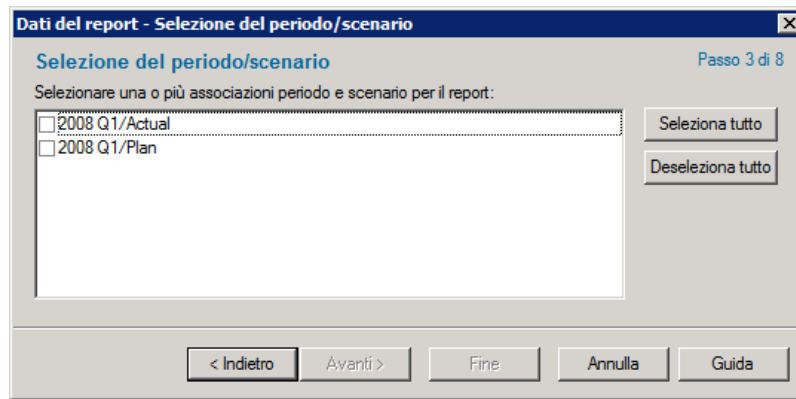 Dati del report - Selezione del periodo/scenario
Selezione del periodo/scenario
Passo 3 di 8
Selezionare una o più associazioni periodo e scenario per il report:
2008 Q1/Actual
2008 Q1/Plan
Seleziona tutto
Deseleziona tutto
< Indietro
Avanti >
Fine
Annulla
Guida